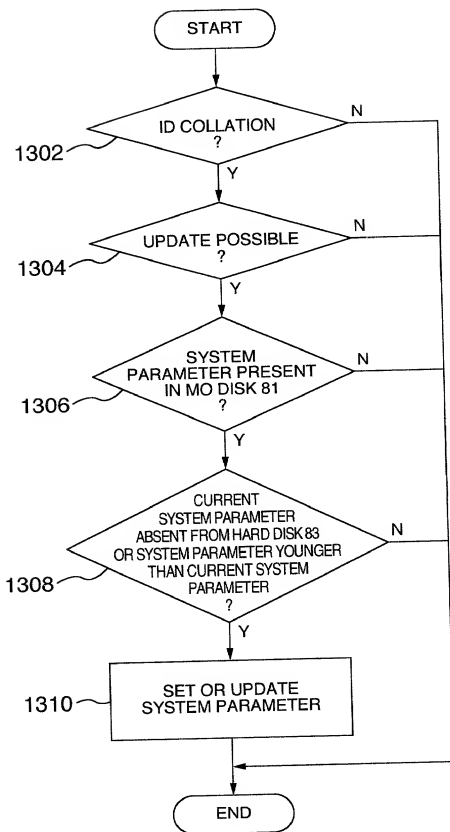 START
ID COLLATION
?
N
1302
Y
UPDATE POSSIBLE
?
N
1304
Y
SYSTEM
PARAMETER PRESENT
IN MO DISK 81
?
N
1306
Y
CURRENT
SYSTEM PARAMETER
ABSENT FROM HARD DISK 83
OR SYSTEM PARAMETER YOUNGER
THAN CURRENT SYSTEM
PARAMETER
?
N
1308
Y
SET OR UPDATE
SYSTEM PARAMETER
1310
END